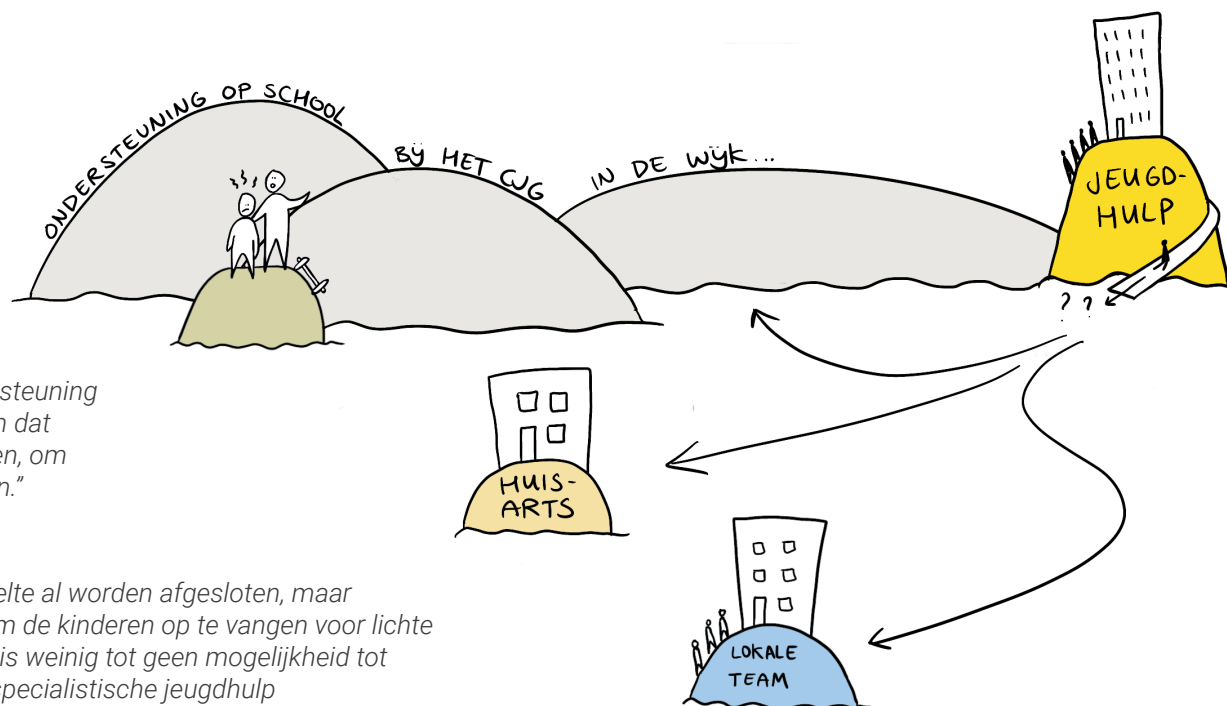 ONDERSTEUNING OP SCHOOL
BIJ HET CJG
IN DE WIJK...
JEUGD-
HULP
? ?
steuning
n dat
en, om
n."
HUIS-
ARTS
elte al worden afgesloten, maar
m de kinderen op te vangen voor lichte
is weinig tot geen mogelijkheid tot
specialistische jeugdhulp
LOKALE
TEAM